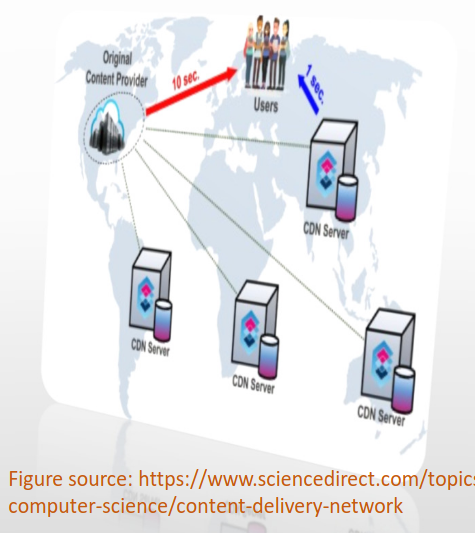 Original
Content Provider
10 sec.
1 sec.
Users
CDN Server
CDN Server
CDN Server
CDN Server
Figure source: https://www.sciencedirect.com/topics
computer-science/content-delivery-network